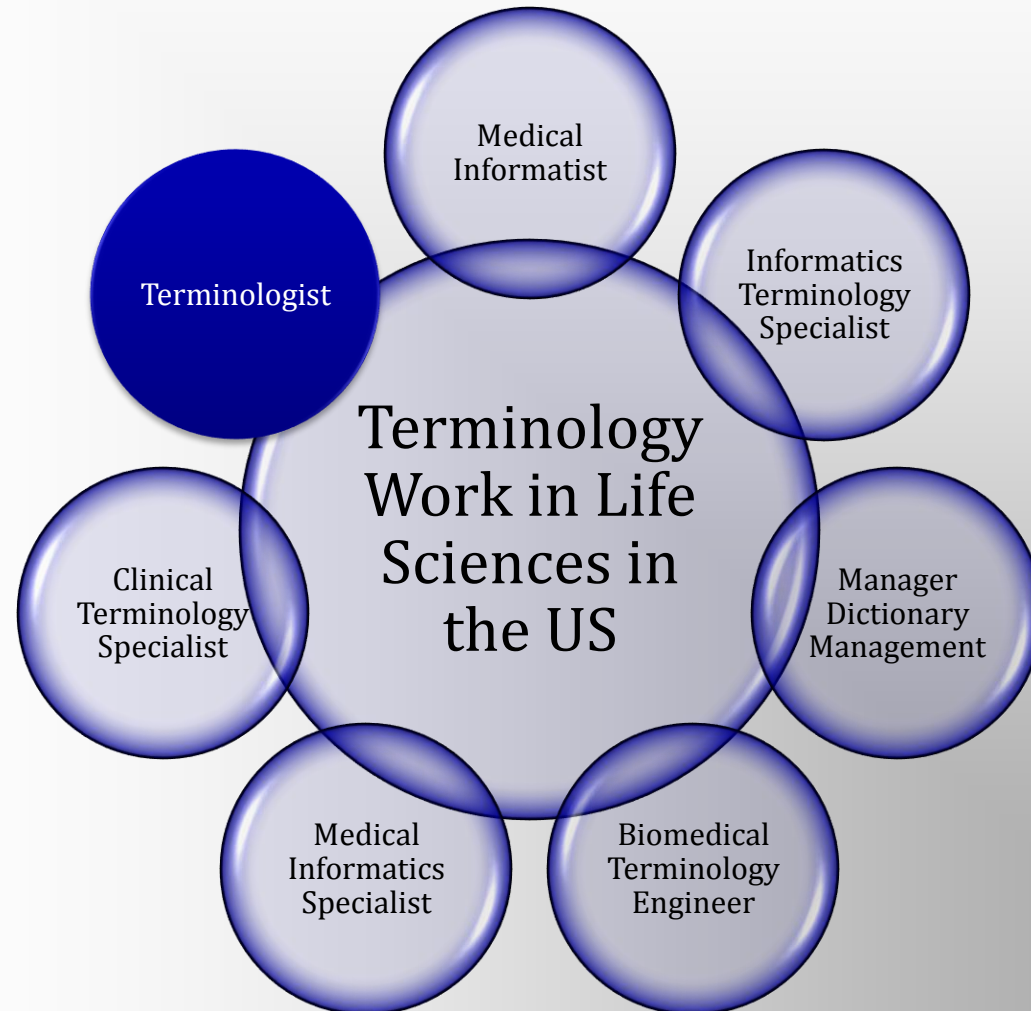 Medical
Informatist
Informatics
Terminology
Specialist
Manager
Dictionary
Management
Biomedical
Terminology
Engineer
Medical
Informatics
Specialist
Clinical
Terminology
Specialist
Terminologist
Terminology
Work in Life
Sciences in
the US